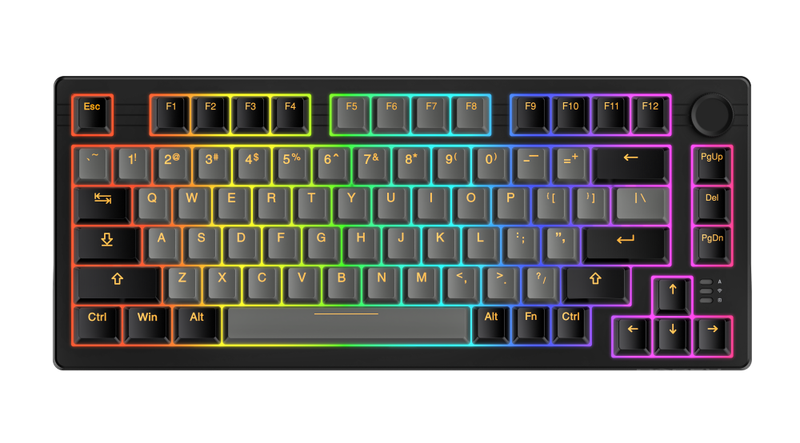 Esc F1 F2 F3 F4 F5 F6 F7 F8 F9 F10 F11 F12
`~ 1! 2@ 3# 4$ 5% 6^ 7& 8* 9( 0) -— =+ ← PgUp
Q W E R T Y U I O P [{ ]} |\ Del
A S D F G H J K L ;: ", PgDn
Z X C V B N M <, >. ?/ ↑
Ctrl Win Alt Alt Fn Ctrl ← ↓ →